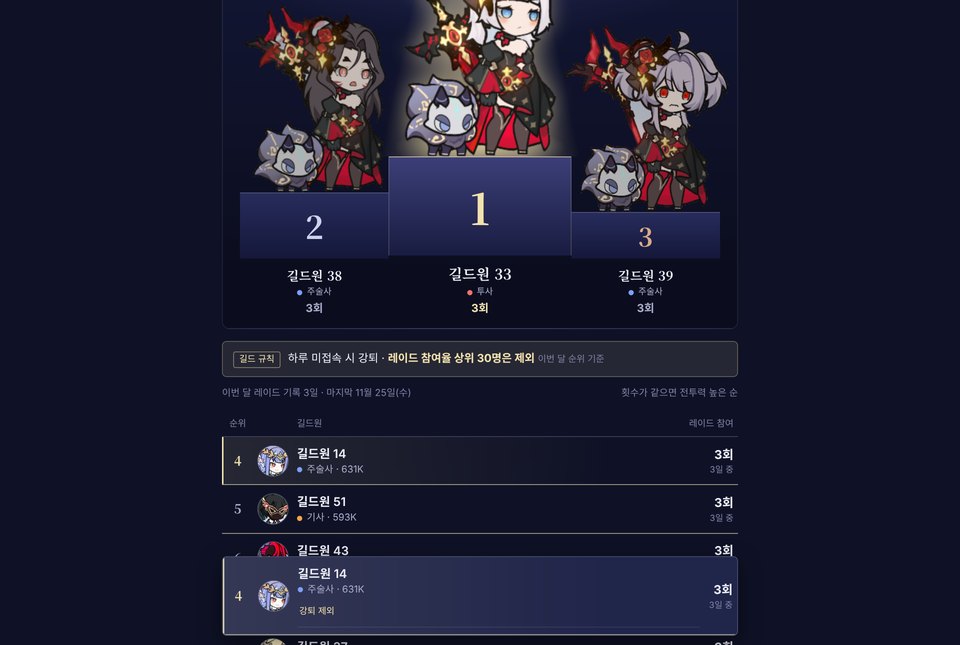 2
1
3
길드원 38
주술사
3회
길드원 33
투사
3회
길드원 39
주술사
3회
길드 규칙 하루 미접속 시 강퇴 · 레이드 참여율 상위 30명은 제외 이번 달 순위 기준
이번 달 레이드 기록 3일 · 마지막 11월 25일(수) 횟수가 같으면 전투력 높은 순
순위 길드원 레이드 참여
4 길드원 14 3회
주술사 · 631K 3일 중
5 길드원 51 3회
기사 · 593K 3일 중
길드원 43 3회
4 길드원 14 3회
주술사 · 631K 3일 중
강퇴 제외